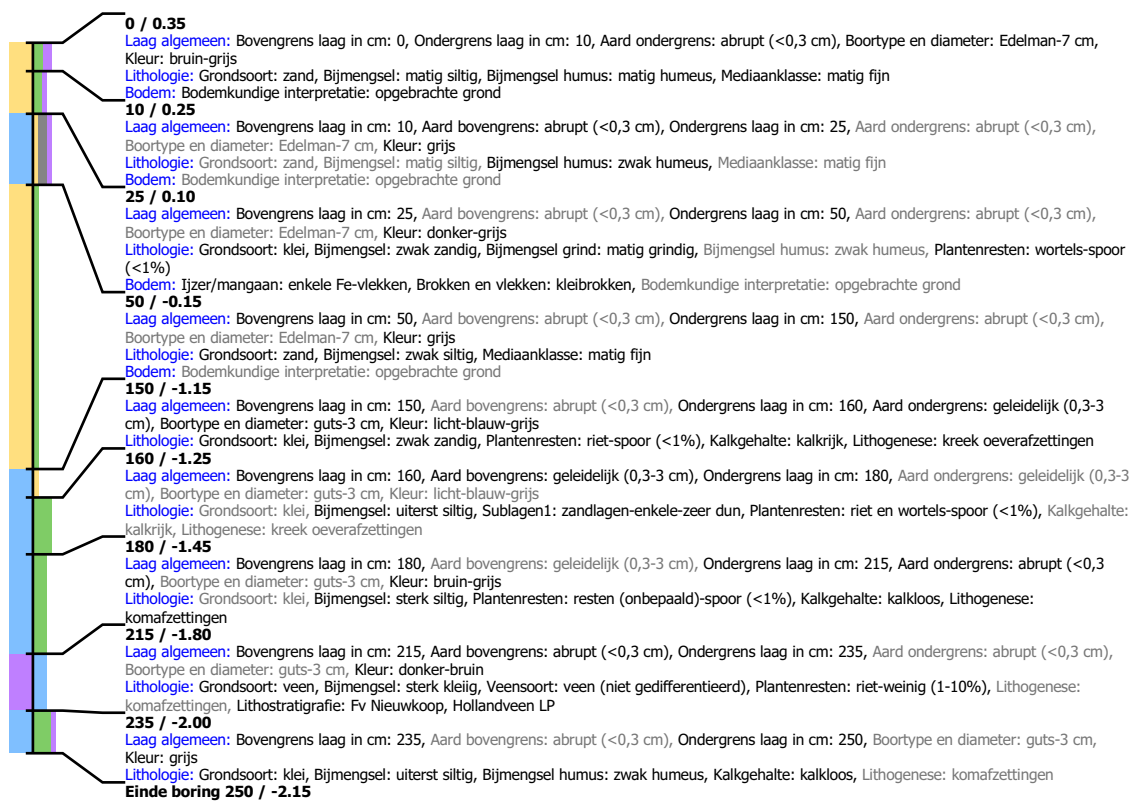 0 / 0.35
Laag algemeen: Bovengrens laag in cm: 0, Ondergrens laag in cm: 10, Aard ondergrens: abrupt (<0,3 cm), Boortype en diameter: Edelman-7 cm,
Kleur: bruin-grijs
Lithologie: Grondsoort: zand, Bijmengsel: matig siltig, Bijmengsel humus: matig humeus, Mediaanklasse: matig fijn
Bodem: Bodemkundige interpretatie: opgebrachte grond
10 / 0.25
Laag algemeen: Bovengrens laag in cm: 10, Aard bovengrens: abrupt (<0,3 cm), Ondergrens laag in cm: 25, Aard ondergrens: abrupt (<0,3 cm),
Boortype en diameter: Edelman-7 cm, Kleur: grijs
Lithologie: Grondsoort: zand, Bijmengsel: matig siltig, Bijmengsel humus: zwak humeus, Mediaanklasse: matig fijn
Bodem: Bodemkundige interpretatie: opgebrachte grond
25 / 0.10
Laag algemeen: Bovengrens laag in cm: 25, Aard bovengrens: abrupt (<0,3 cm), Ondergrens laag in cm: 50, Aard ondergrens: abrupt (<0,3 cm),
Boortype en diameter: Edelman-7 cm, Kleur: donker-grijs
Lithologie: Grondsoort: klei, Bijmengsel: zwak zandig, Bijmengsel grind: matig grindig, Bijmengsel humus: zwak humeus, Plantenresten: wortels-spoor
(<1%)
Bodem: Ijzer/mangaan: enkele Fe-vlekken, Brokken en vlekken: kleibrokken, Bodemkundige interpretatie: opgebrachte grond
50 / -0.15
Laag algemeen: Bovengrens laag in cm: 50, Aard bovengrens: abrupt (<0,3 cm), Ondergrens laag in cm: 150, Aard ondergrens: abrupt (<0,3 cm),
Boortype en diameter: Edelman-7 cm, Kleur: grijs
Lithologie: Grondsoort: zand, Bijmengsel: zwak siltig, Mediaanklasse: matig fijn
Bodem: Bodemkundige interpretatie: opgebrachte grond
150 / -1.15
Laag algemeen: Bovengrens laag in cm: 150, Aard bovengrens: abrupt (<0,3 cm), Ondergrens laag in cm: 160, Aard ondergrens: geleidelijk (0,3-3
cm), Boortype en diameter: guts-3 cm, Kleur: licht-blauw-grijs
Lithologie: Grondsoort: klei, Bijmengsel: zwak zandig, Plantenresten: riet-spoor (<1%), Kalkgehalte: kalkrijk, Lithogenese: kreek oeverafzettingen
160 / -1.25
Laag algemeen: Bovengrens laag in cm: 160, Aard bovengrens: geleidelijk (0,3-3 cm), Ondergrens laag in cm: 180, Aard ondergrens: geleidelijk (0,3-3
cm), Boortype en diameter: guts-3 cm, Kleur: licht-blauw-grijs
Lithologie: Grondsoort: klei, Bijmengsel: uiterst siltig, Sublagen1: zandlagen-enkele-zeer dun, Plantenresten: riet en wortels-spoor (<1%), Kalkgehalte:
kalkrijk, Lithogenese: kreek oeverafzettingen
180 / -1.45
Laag algemeen: Bovengrens laag in cm: 180, Aard bovengrens: geleidelijk (0,3-3 cm), Ondergrens laag in cm: 215, Aard ondergrens: abrupt (<0,3
cm), Boortype en diameter: guts-3 cm, Kleur: bruin-grijs
Lithologie: Grondsoort: klei, Bijmengsel: sterk siltig, Plantenresten: resten (onbepaald)-spoor (<1%), Kalkgehalte: kalkloos, Lithogenese:
komafzettingen
215 / -1.80
Laag algemeen: Bovengrens laag in cm: 215, Aard bovengrens: abrupt (<0,3 cm), Ondergrens laag in cm: 235, Aard ondergrens: abrupt (<0,3 cm),
Boortype en diameter: guts-3 cm, Kleur: donker-bruin
Lithologie: Grondsoort: veen, Bijmengsel: sterk kleiig, Veensoort: veen (niet gedifferentieerd), Plantenresten: riet-weinig (1-10%), Lithogenese:
komafzettingen, Lithostratigrafie: Fv Nieuwkoop, Hollandveen LP
235 / -2.00
Laag algemeen: Bovengrens laag in cm: 235, Aard bovengrens: abrupt (<0,3 cm), Ondergrens laag in cm: 250, Boortype en diameter: guts-3 cm,
Kleur: grijs
Lithologie: Grondsoort: klei, Bijmengsel: uiterst siltig, Bijmengsel humus: zwak humeus, Kalkgehalte: kalkloos, Lithogenese: komafzettingen
Einde boring 250 / -2.15